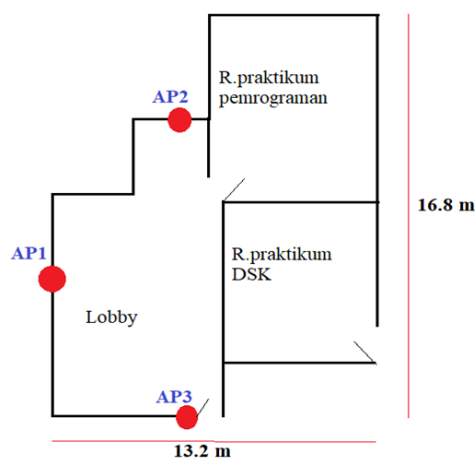 R.praktikum
pemrograman
AP2
16.8 m
AP1
R.praktikum
DSK
Lobby
AP3
13.2 m